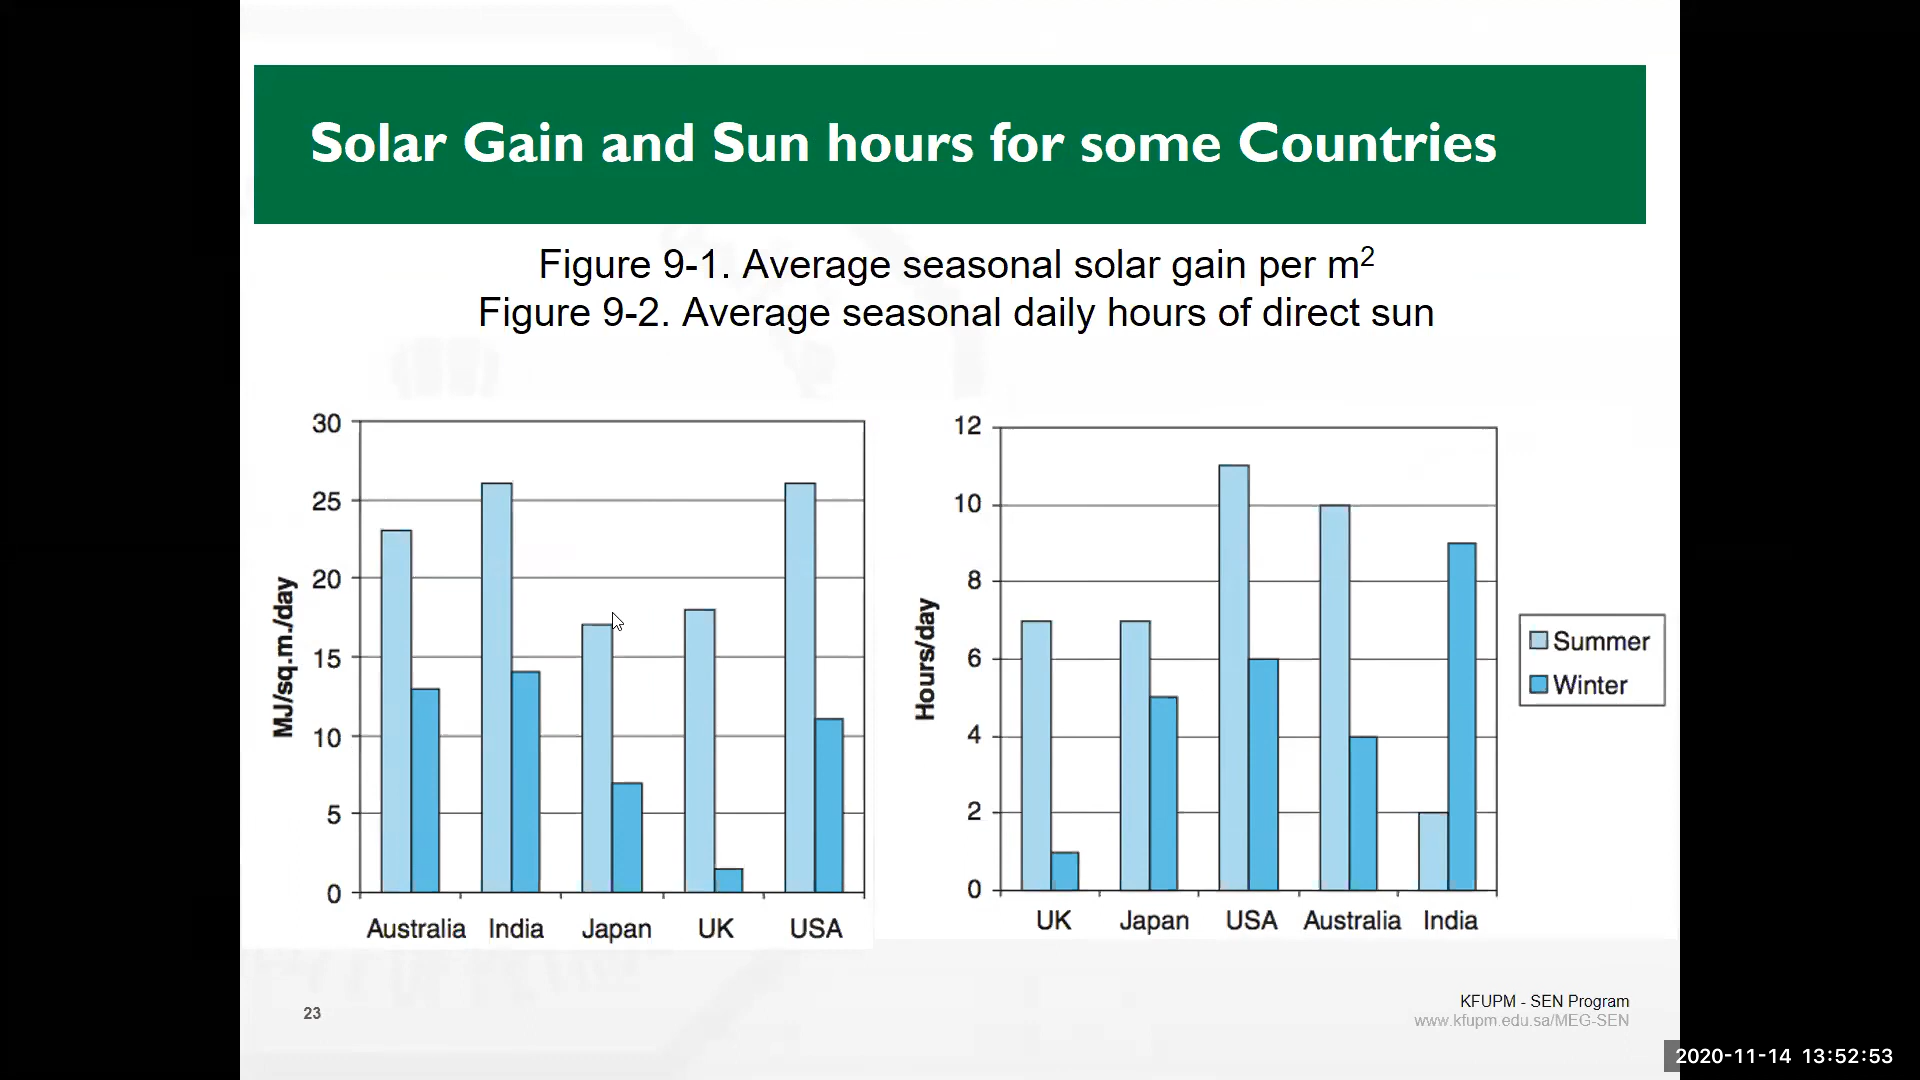 Solar Gain and Sun hours for some Countries
Figure 9-1. Average seasonal solar gain per m²
Figure 9-2. Average seasonal daily hours of direct sun
MJ/sq.m./day
30
25
20
15
10
5
0
Australia India Japan UK USA
Hours/day
12
10
8
6
4
2
0
UK Japan USA Australia India
Summer
Winter
23
KFUPM - SEN Program
www.kfupm.edu.sa/MEG-SEN
2020-11-14 13:52:53